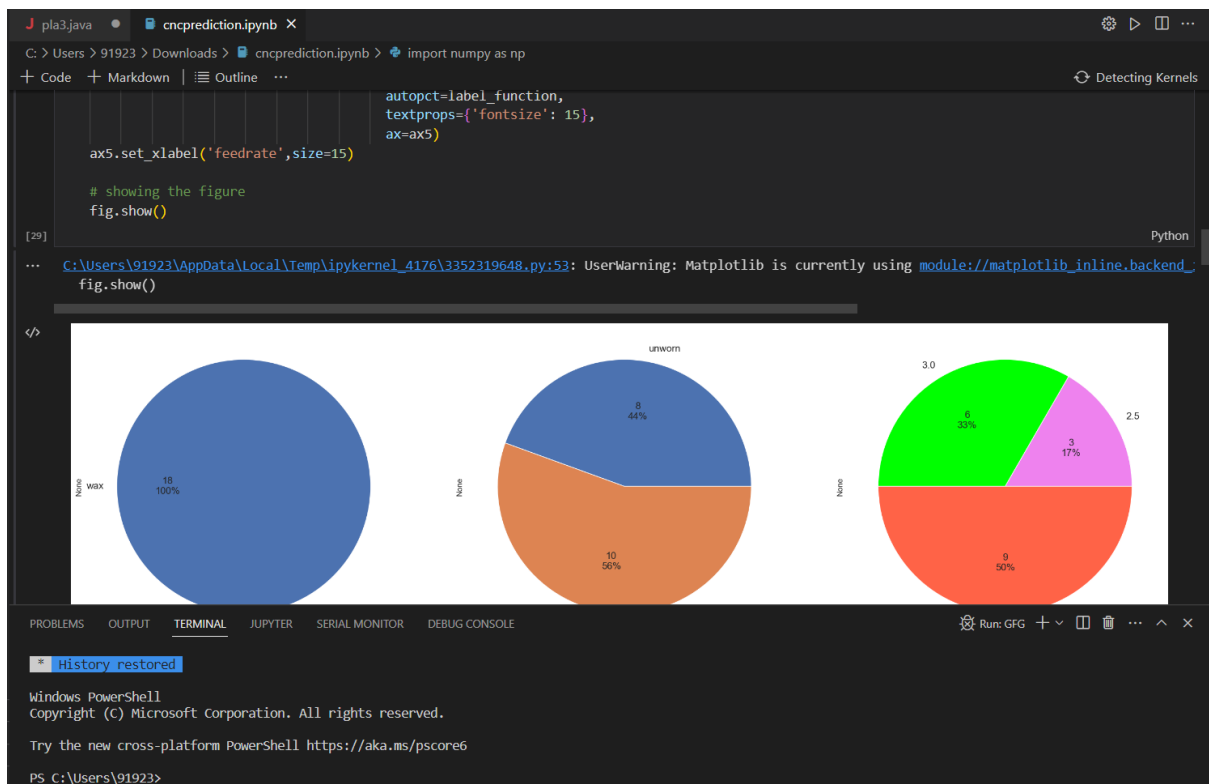 pla3.java
cncprediction.ipynb
C: > Users > 91923 > Downloads > cncprediction.ipynb > import numpy as np
+ Code + Markdown | Outline ...
Detecting Kernels
autopct=label_function,
textprops={'fontsize': 15},
ax=ax5)
ax5.set_xlabel('feedrate',size=15)
# showing the figure
fig.show()
[29]
Python
... C:\Users\91923\AppData\Local\Temp\ipykernel_4176\3352319648.py:53: UserWarning: Matplotlib is currently using module://matplotlib_inline.backend_
fig.show()
unworn
3.0
8
44%
6
33%
2.5
3
17%
None
wax
18
100%
None
None
10
56%
9
50%
PROBLEMS OUTPUT TERMINAL JUPYTER SERIAL MONITOR DEBUG CONSOLE
Run: GFG
* History restored
Windows PowerShell
Copyright (C) Microsoft Corporation. All rights reserved.
Try the new cross-platform PowerShell https://aka.ms/pscore6
PS C:\Users\91923>